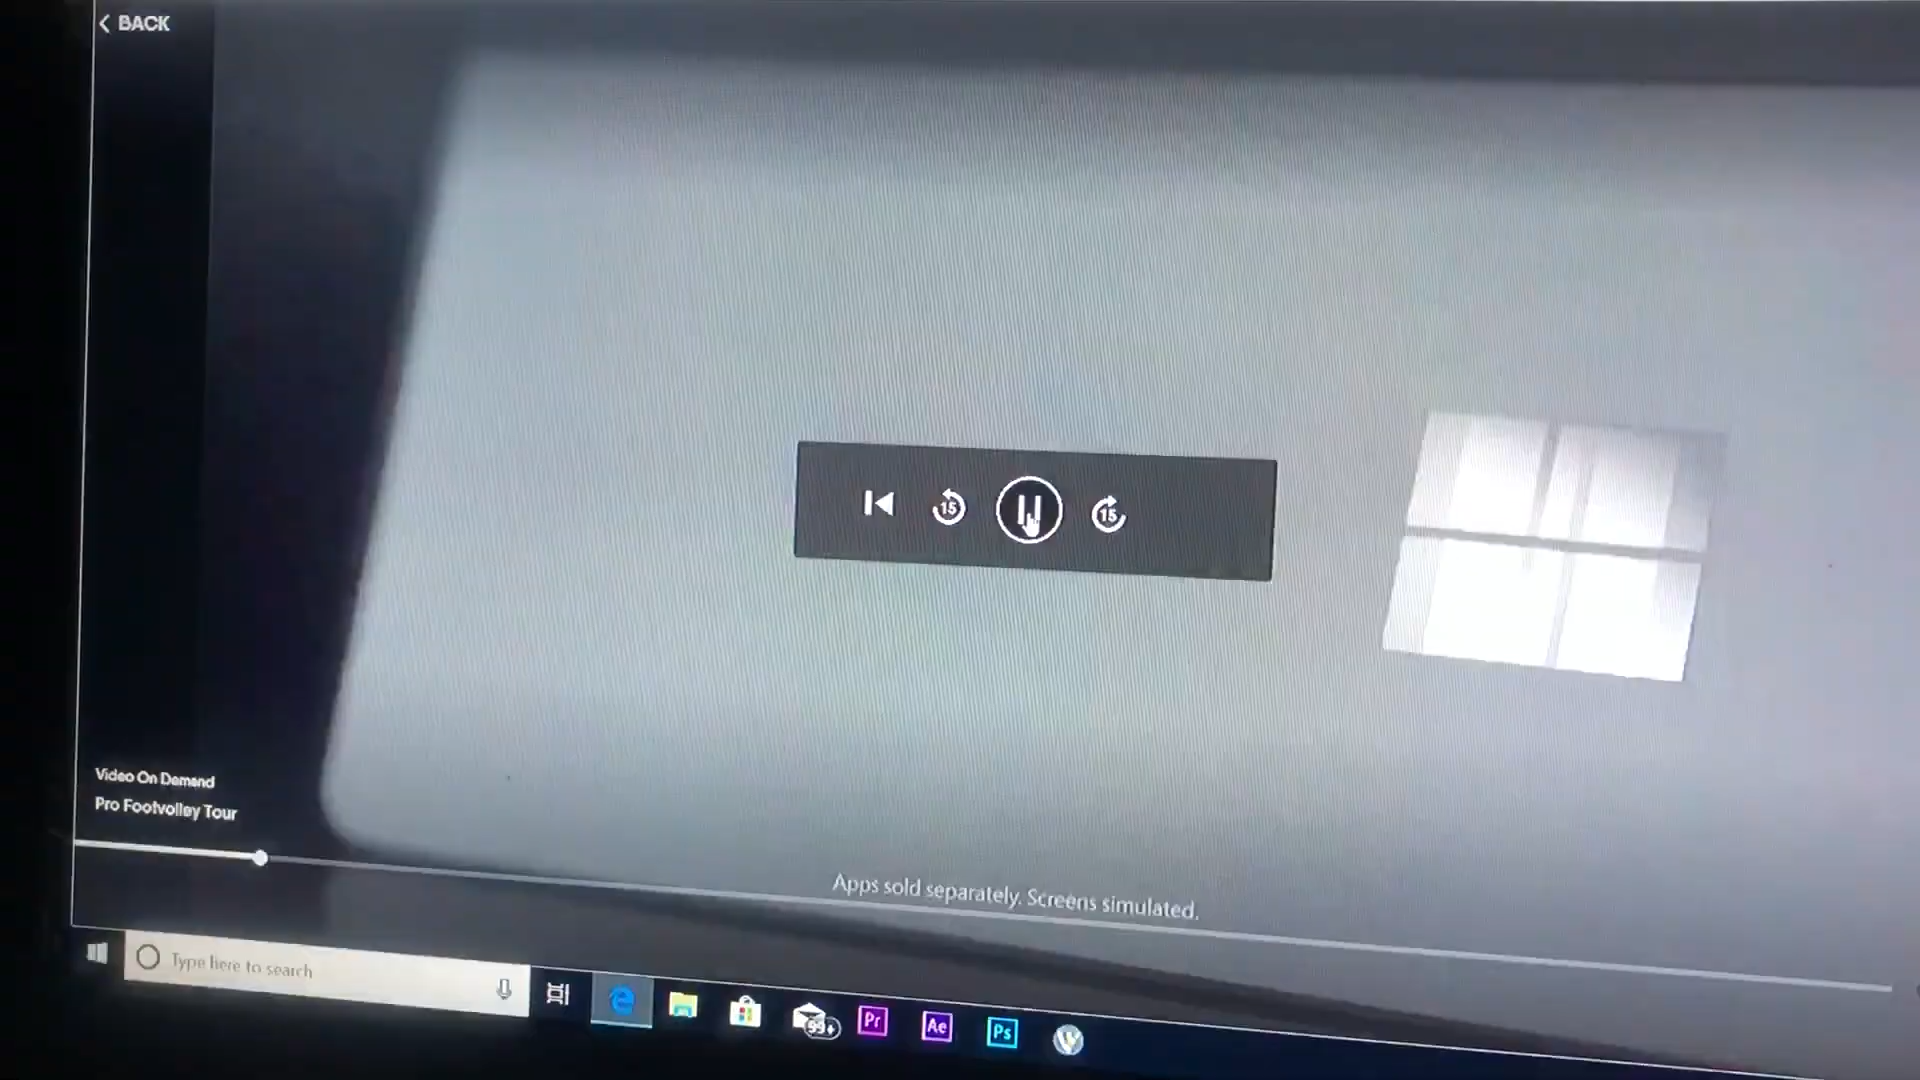 BACK
15
15
Video On Demand
Pro Footvolley Tour
Apps sold separately. Screens simulated.
Type here to search
99+
Pr
Ae
Ps